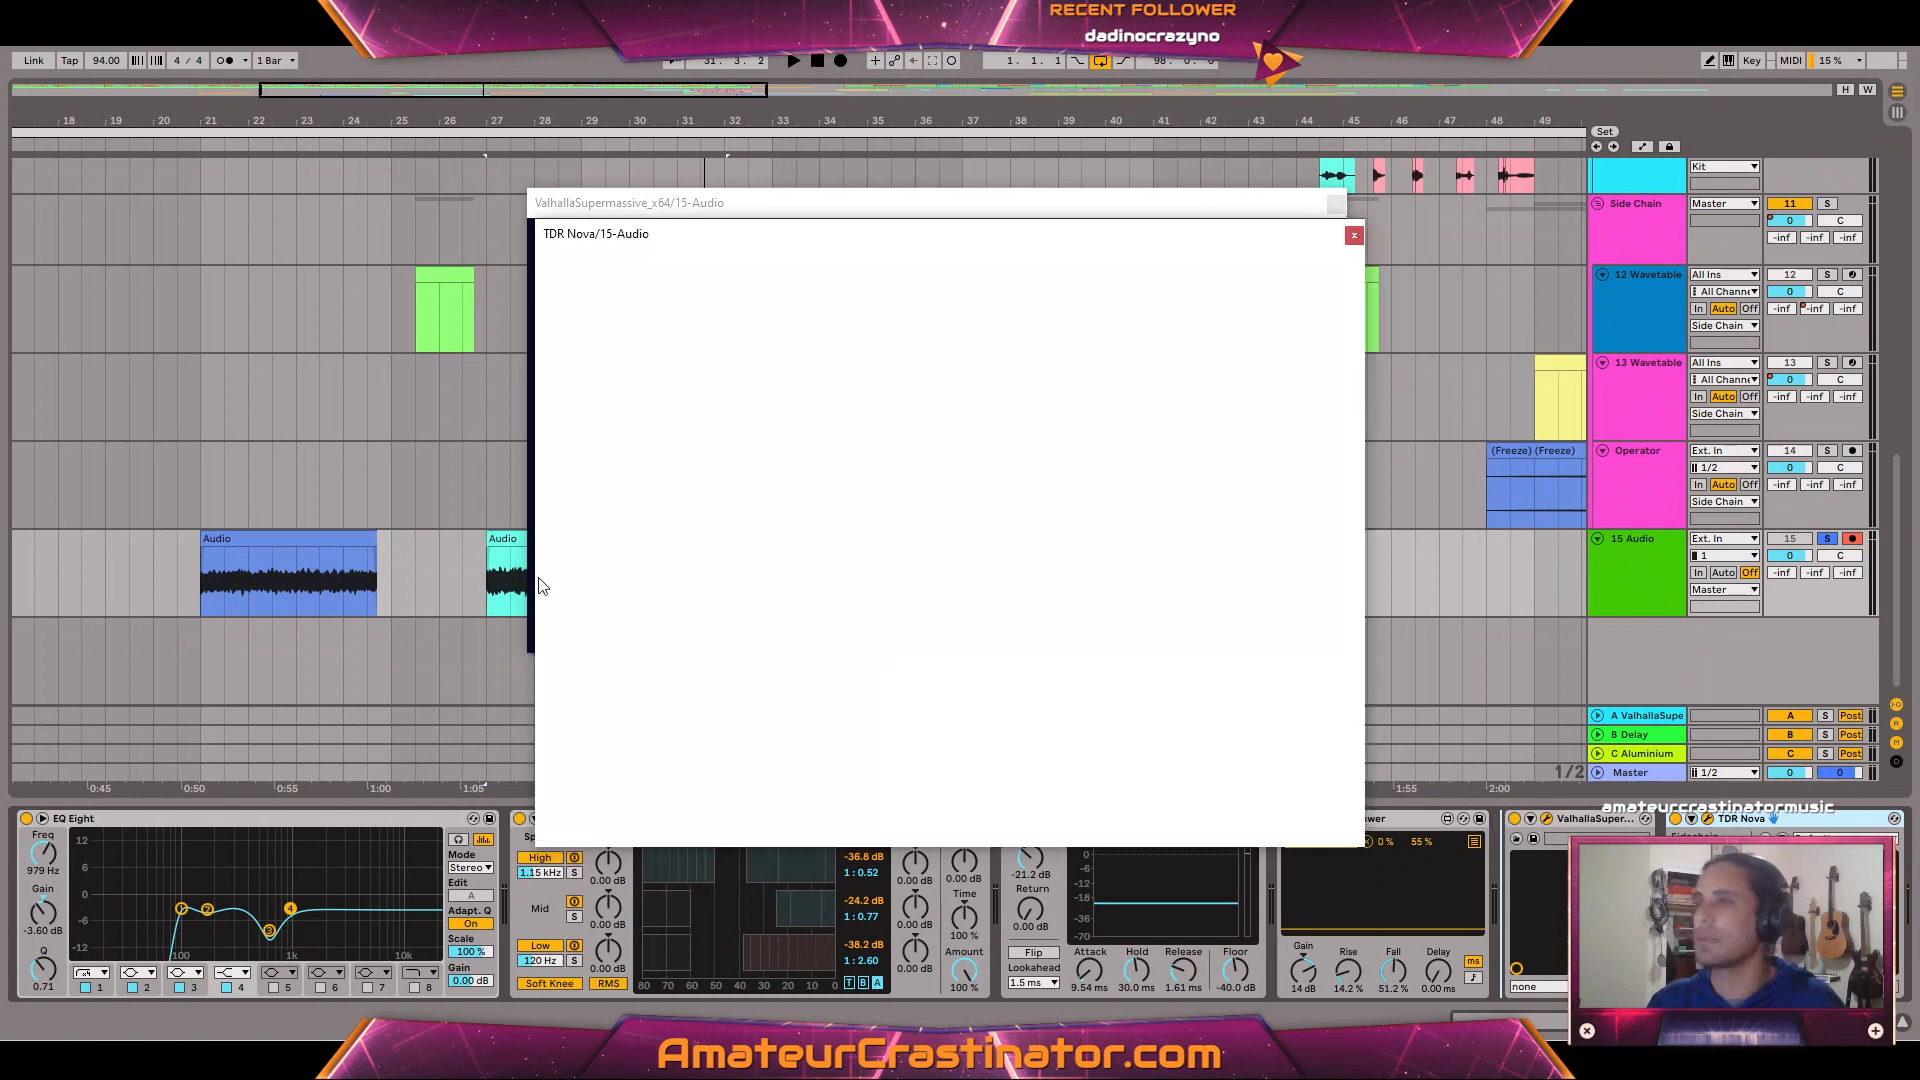 RECENT FOLLOWER
dadinocrazyno
Link Tap 94.00 4 / 4 1 Bar 31. 3. 2 1. 1. 1 98. 0. 0 Key MIDI 15 %
H W
18 19 20 21 22 23 24 25 26 27 28 29 30 31 32 33 34 35 36 37 38 39 40 41 42 43 44 45 46 47 48 49
Set
Kit
ValhallaSupermassive_x64/15-Audio
Side Chain Master 11 S
0 C
-inf -inf -inf
TDR Nova/15-Audio x
12 Wavetable All Ins 12 S
All Channe 0 C
In Auto Off -inf -inf -inf
Side Chain
13 Wavetable All Ins 13 S
All Channe 0 C
In Auto Off -inf -inf -inf
Side Chain
(Freeze) (Freeze) Operator Ext. In 14 S
1/2 0 C
In Auto Off -inf -inf -inf
Side Chain
Audio Audio 15 Audio Ext. In 15 S
1 0 C
In Auto Off -inf -inf -inf
Master
A ValhallaSupe A S Post
B Delay B S Post
C Aluminium C S Post
1/2 Master 1/2 0 0
0:45 0:50 0:55 1:00 1:05 1:55 2:00
amateurcrastinatormusic
EQ Eight
Freq
979 Hz
Gain
-3.60 dB
Q
0.71
12
6
0
-6
-12
100 1k 10k
1 2 3 4
1 2 3 4 5 6 7 8
Mode
Stereo
Edit
A
Adapt. Q
On
Scale
100 %
Gain
0.00 dB
High
1.15 kHz S
Mid
S
Low
120 Hz S
Soft Knee RMS
0.00 dB
0.00 dB
0.00 dB
80 70 60 50 40 30 20 10 0
-36.8 dB
1 : 0.52
-24.2 dB
1 : 0.77
-38.2 dB
1 : 2.60
T B A
0.00 dB
0.00 dB
0.00 dB
0.00 dB
Time
100 %
Amount
100 %
-21.2 dB
Return
0.00 dB
Flip
Lookahead
1.5 ms
0
-6
-12
-18
-36
-70
Attack Hold Release Floor
9.54 ms 30.0 ms 1.61 ms -40.0 dB
0 % 55 %
Gain Rise Fall Delay
14 dB 14.2 % 51.2 % 0.00 ms
ms
ValhallaSuper...
none
TDR Nova
AmateurCrastinator.com